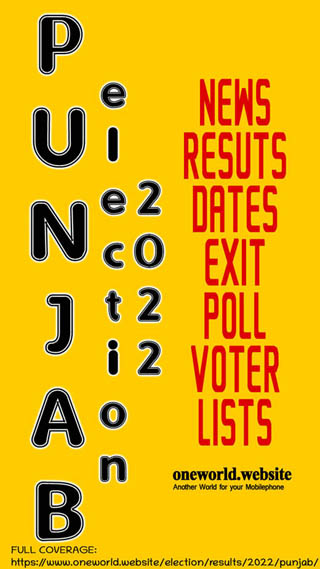 PUNJAB
election
2022
NEWS
RESUTS
DATES
EXIT
POLL
VOTER
LISTS
oneworld.website
Another World for your Mobilephone
FULL COVERAGE:
https://www.oneworld.website/election/results/2022/punjab/